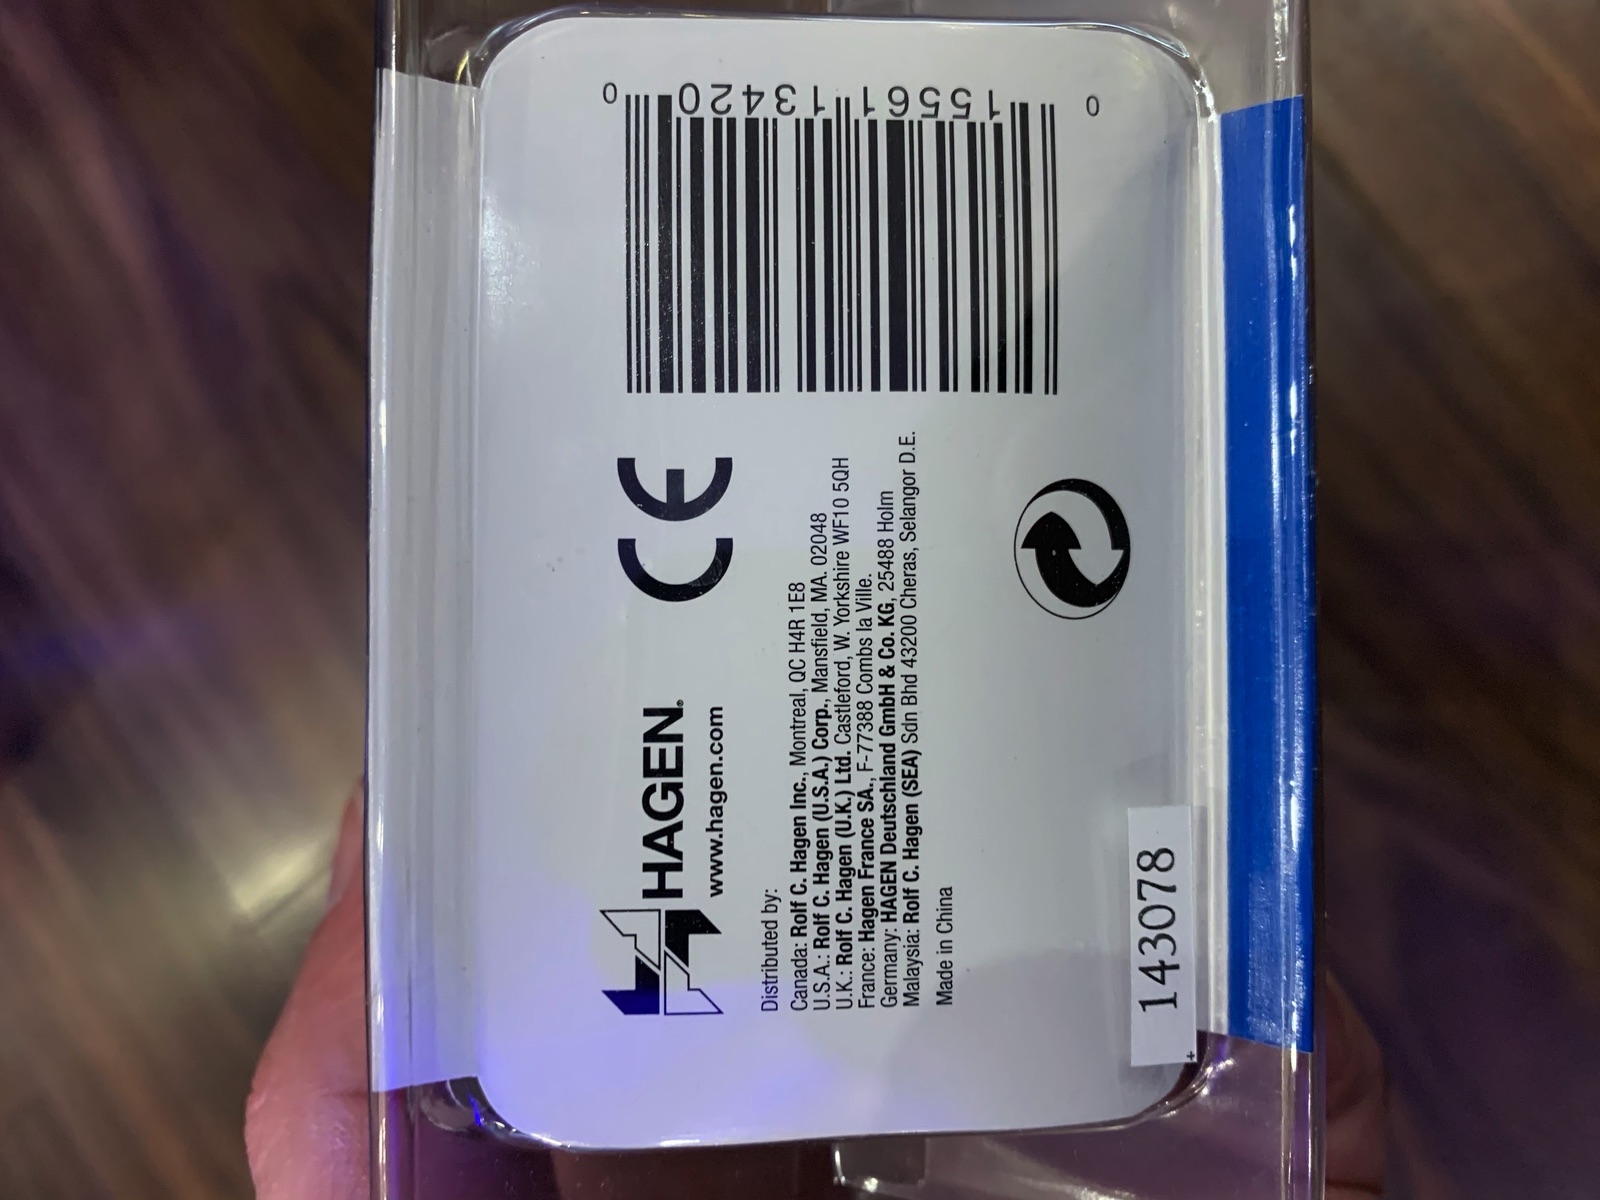 HAGEN®
www.hagen.com
CE
Distributed by:
Canada: Rolf C. Hagen Inc., Montreal, QC H4R 1E8
U.S.A.: Rolf C. Hagen (U.S.A.) Corp., Mansfield, MA. 02048
U.K.: Rolf C. Hagen (U.K.) Ltd. Castleford, W. Yorkshire WF10 5QH
France: Hagen France SA., F-77388 Combs la Ville.
Germany: HAGEN Deutschland GmbH & Co. KG, 25488 Holm
Malaysia: Rolf C. Hagen (SEA) Sdn Bhd 43200 Cheras, Selangor D.E.
Made in China
143078
0 15561 13420 0